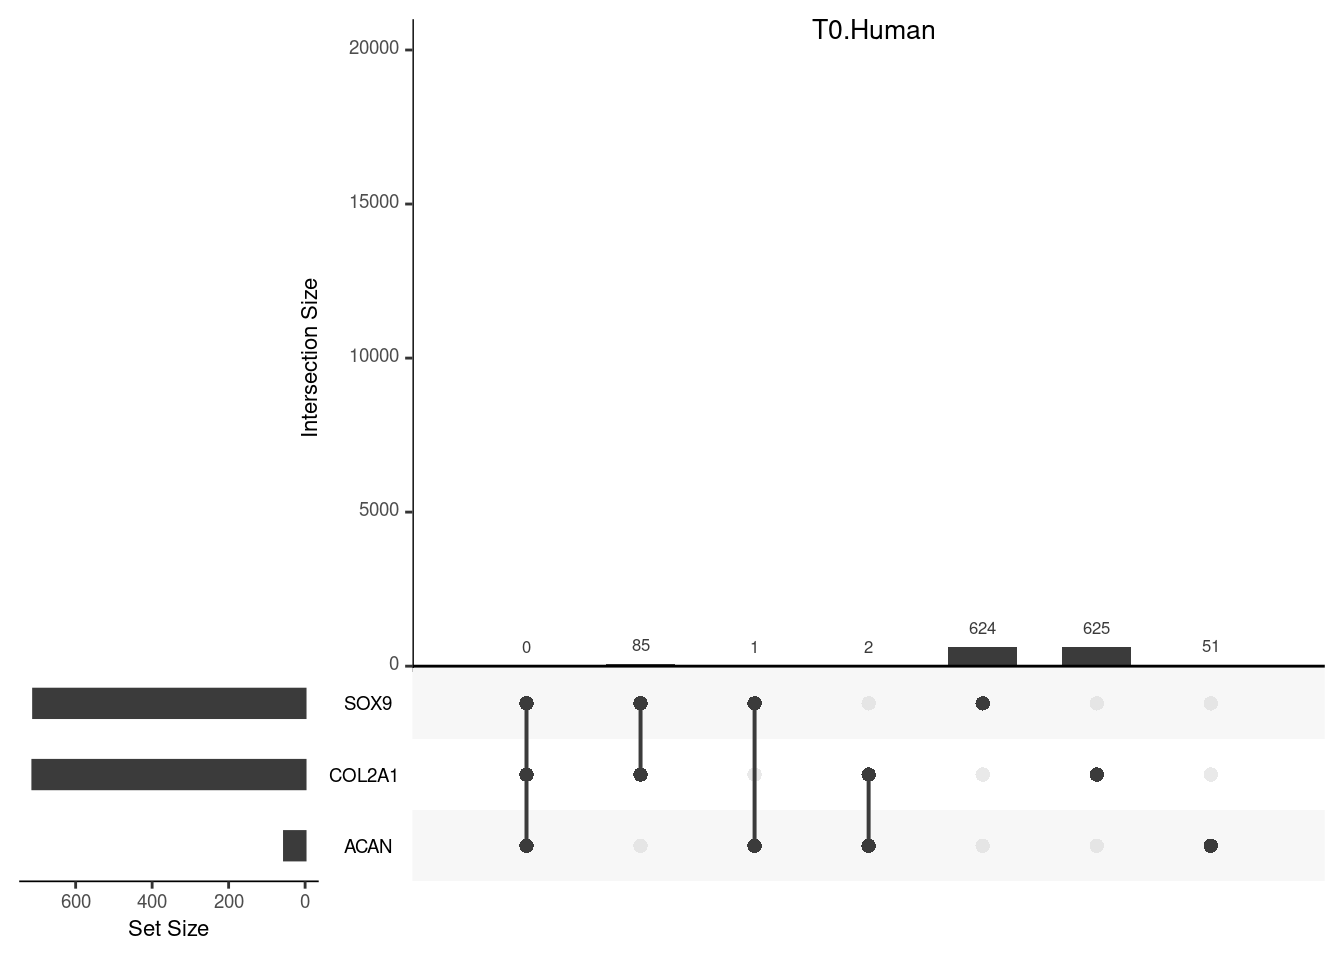 T0.Human
20000
15000
10000
5000
0
Intersection Size
0 85 1 2 624 625 51
SOX9
COL2A1
ACAN
600 400 200 0
Set Size